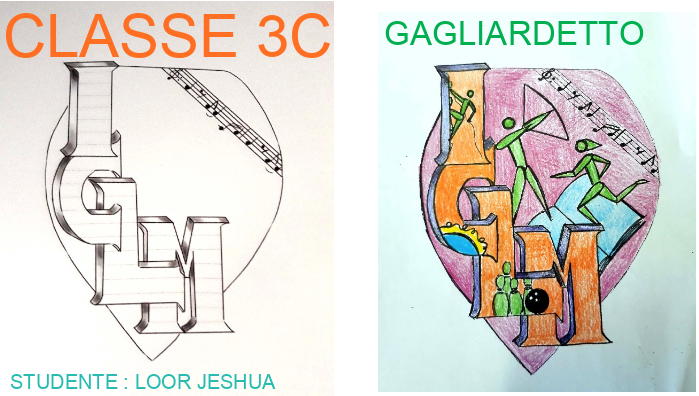 CLASSE 3C
GAGLIARDETTO
I
G
L
M
I
G
L
M
STUDENTE : LOOR JESHUA